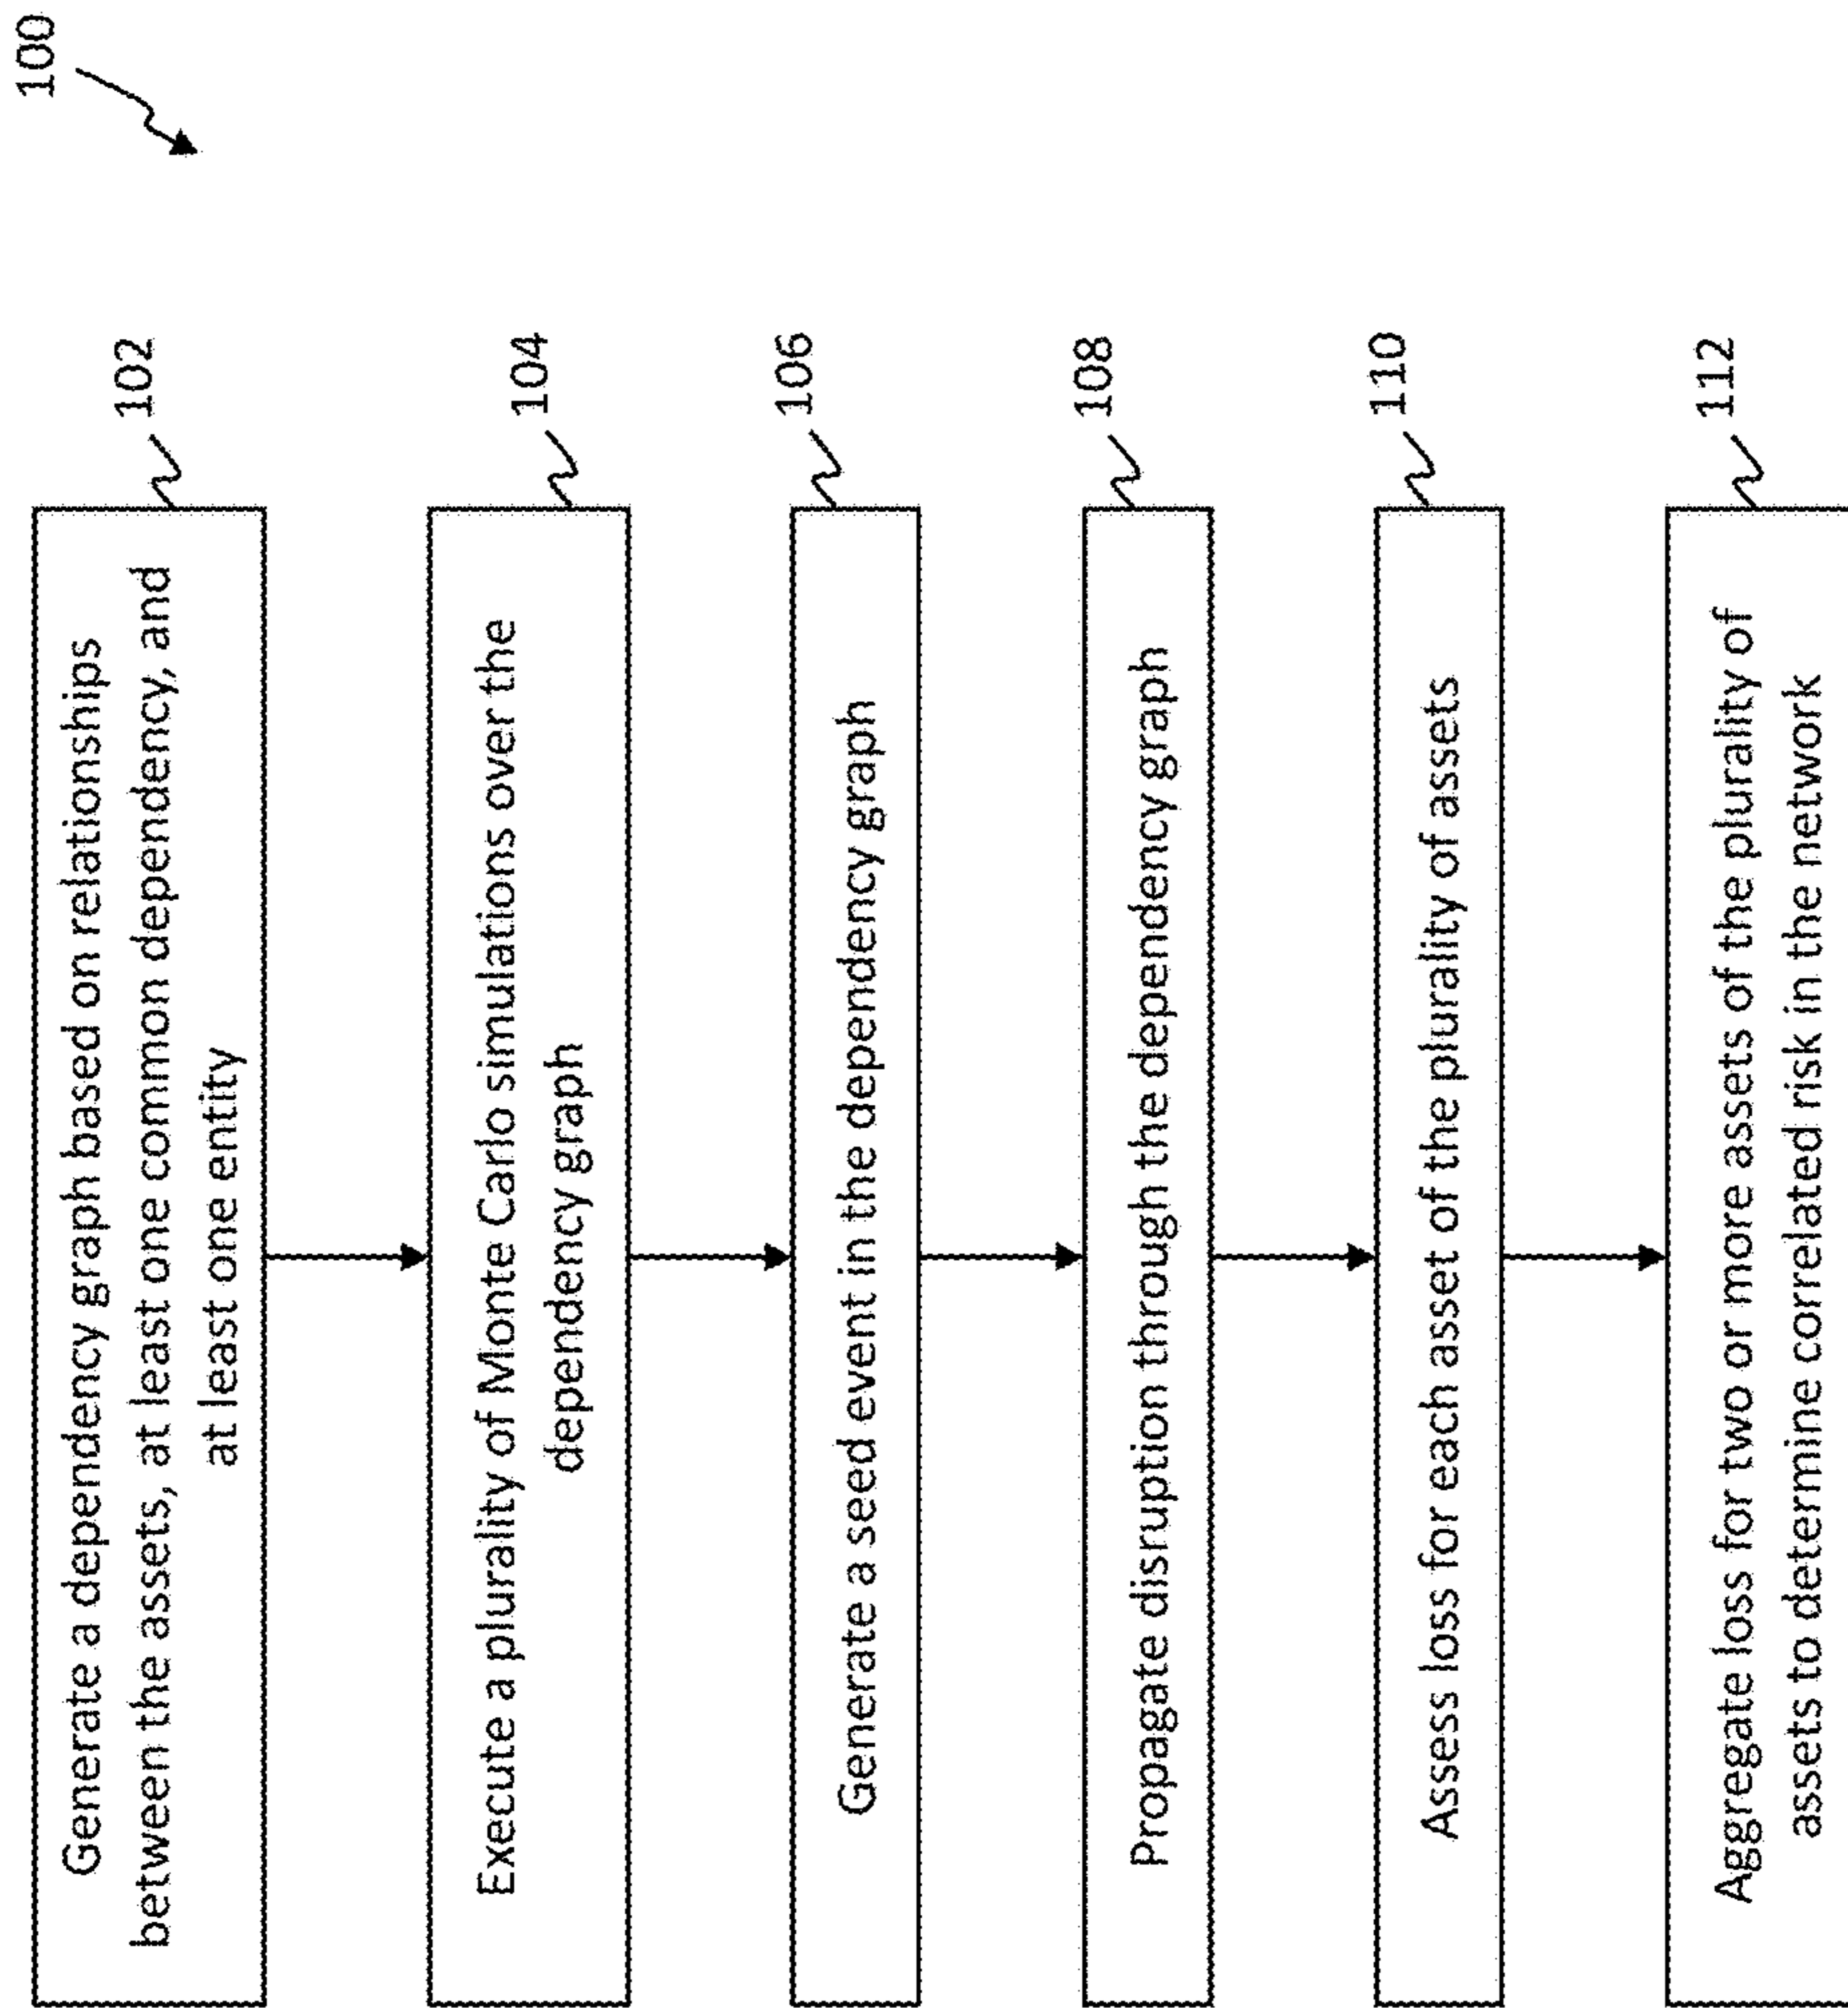 100
Generate a dependency graph based on relationships
between the assets, at least one common dependency, and
at least one entity
102
Execute a plurality of Monte Carlo simulations over the
dependency graph
104
Generate a seed event in the dependency graph
106
Propagate disruption through the dependency graph
108
Assess loss for each asset of the plurality of assets
110
Aggregate loss for two or more assets of the plurality of
assets to determine correlated risk in the network
112